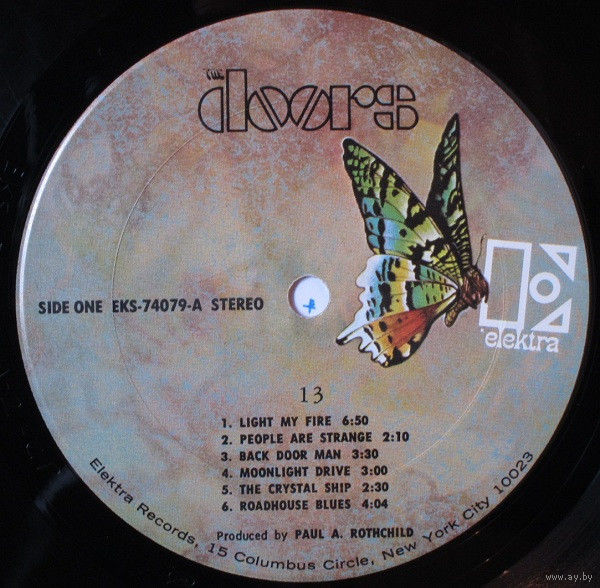 THE
doors
SIDE ONE EKS-74079-A STEREO
elektra
13
1. LIGHT MY FIRE 6:50
2. PEOPLE ARE STRANGE 2:10
3. BACK DOOR MAN 3:30
4. MOONLIGHT DRIVE 3:00
5. THE CRYSTAL SHIP 2:30
6. ROADHOUSE BLUES 4:04
Produced by PAUL A. ROTHCHILD
Elektra Records, 15 Columbus Circle, New York City 10023
www.ay.by